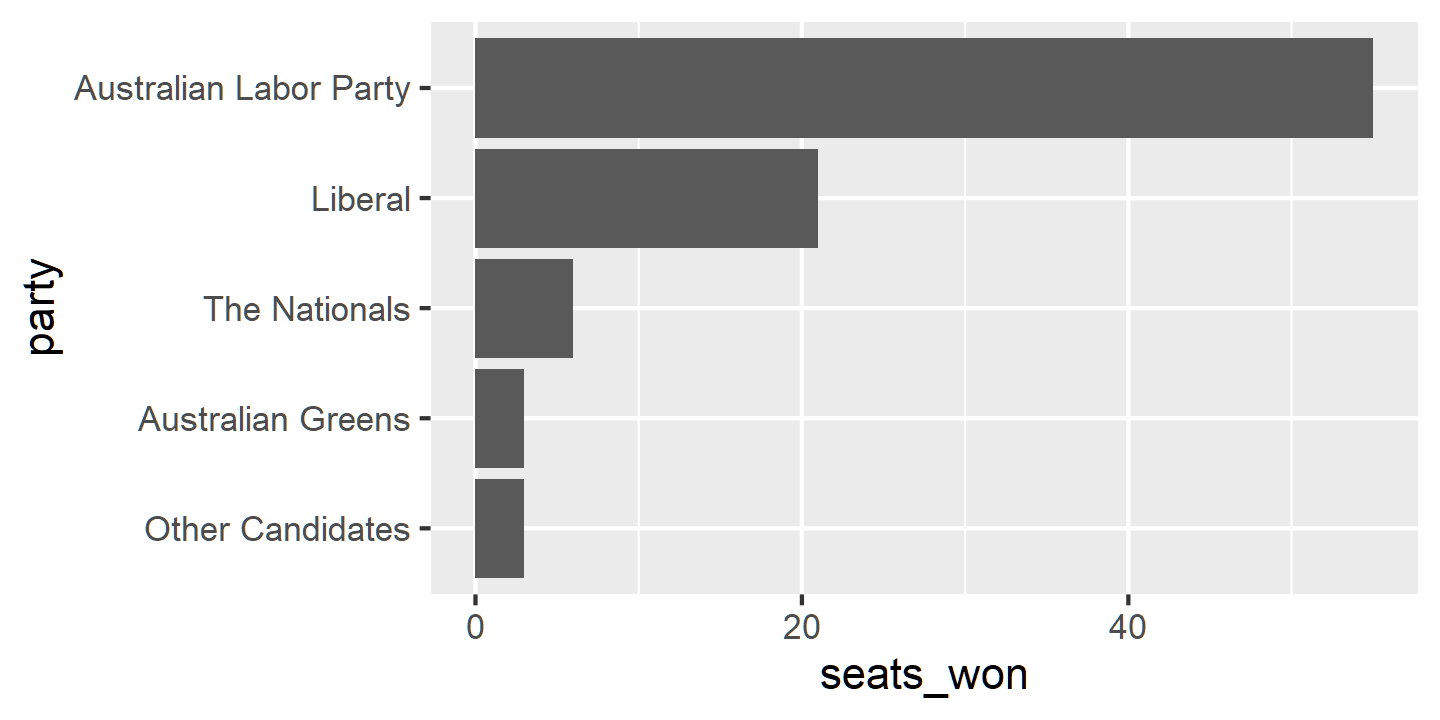 Australian Labor Party
Liberal
The Nationals
Australian Greens
Other Candidates
party
0 20 40
seats_won